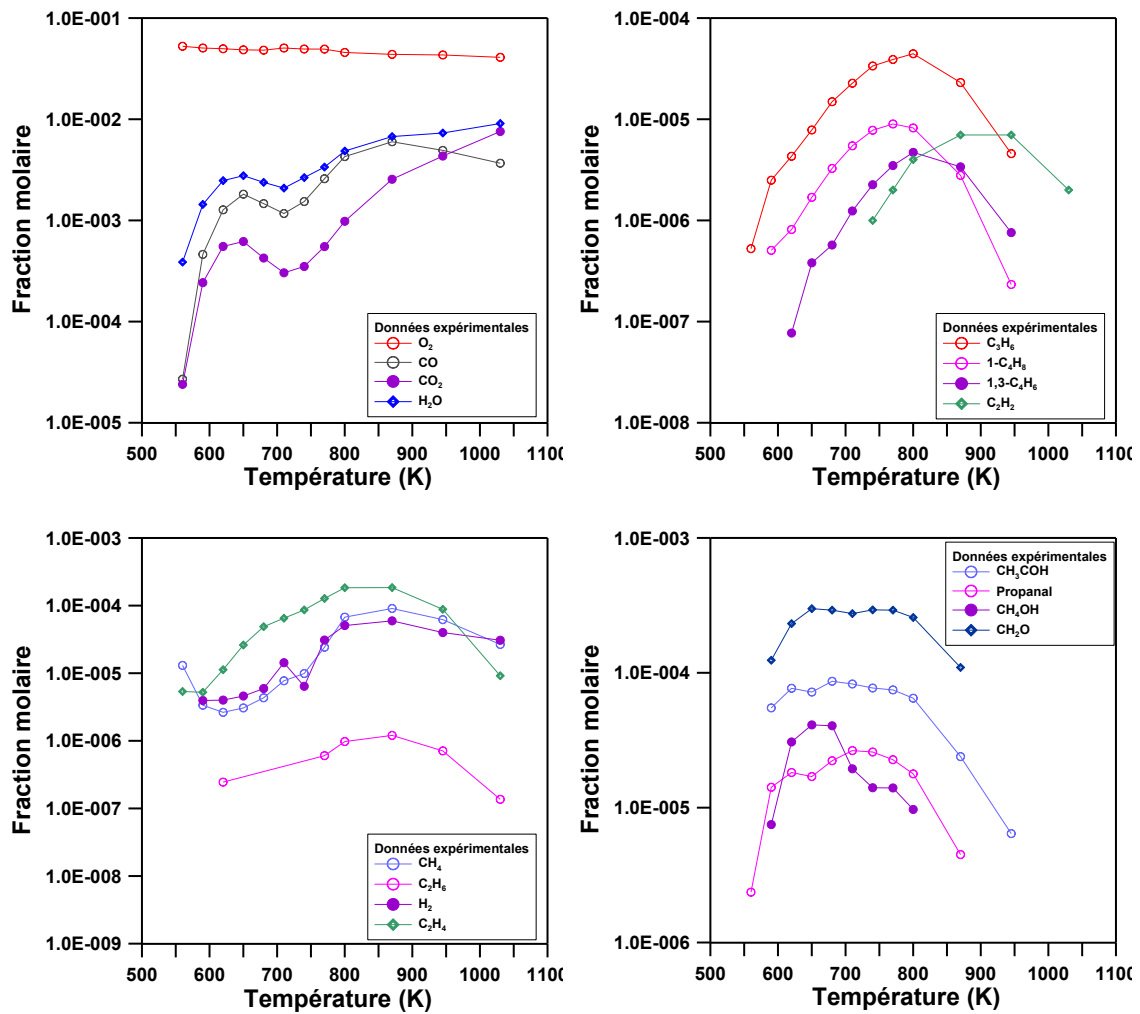 1.0E-001
1.0E-002
1.0E-003
1.0E-004
1.0E-005
Fraction molaire
500 600 700 800 900 1000 110
Température (K)
Données expérimentales
O₂
CO
CO₂
H₂O
1.0E-004
1.0E-005
1.0E-006
1.0E-007
1.0E-008
Fraction molaire
500 600 700 800 900 1000 110
Température (K)
Données expérimentales
C₃H₆
1-C₄H₈
1,3-C₄H₆
C₂H₂
1.0E-003
1.0E-004
1.0E-005
1.0E-006
1.0E-007
1.0E-008
1.0E-009
Fraction molaire
500 600 700 800 900 1000 110
Température (K)
Données expérimentales
CH₄
C₂H₆
H₂
C₂H₄
1.0E-003
1.0E-004
1.0E-005
1.0E-006
Fraction molaire
500 600 700 800 900 1000 110
Température (K)
Données expérimentales
CH₃COH
Propanal
CH₄OH
CH₂O